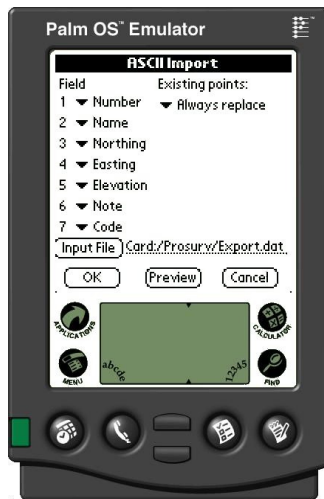 Palm OS™ Emulator
ASCII Import
Field Existing points:
1 Number Always replace
2 Name
3 Northing
4 Easting
5 Elevation
6 Note
7 Code
Input File Card:/Prosurv/Export.dat
OK Preview Cancel
APPLICATIONS CALCULATOR
MENU abcde 12345 FIND